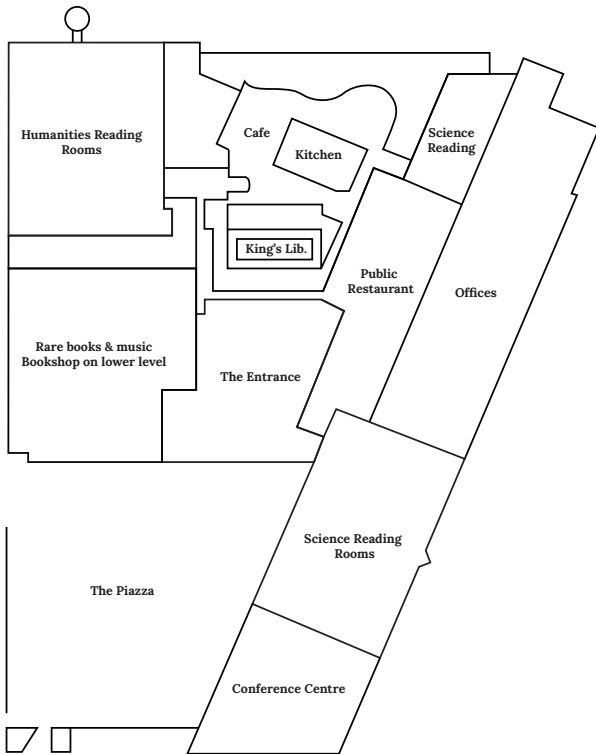 Humanities Reading
Rooms
Cafe
Kitchen
Science
Reading
King's Lib.
Public
Restaurant
Offices
Rare books & music
Bookshop on lower level
The Entrance
Science Reading
Rooms
The Piazza
Conference Centre